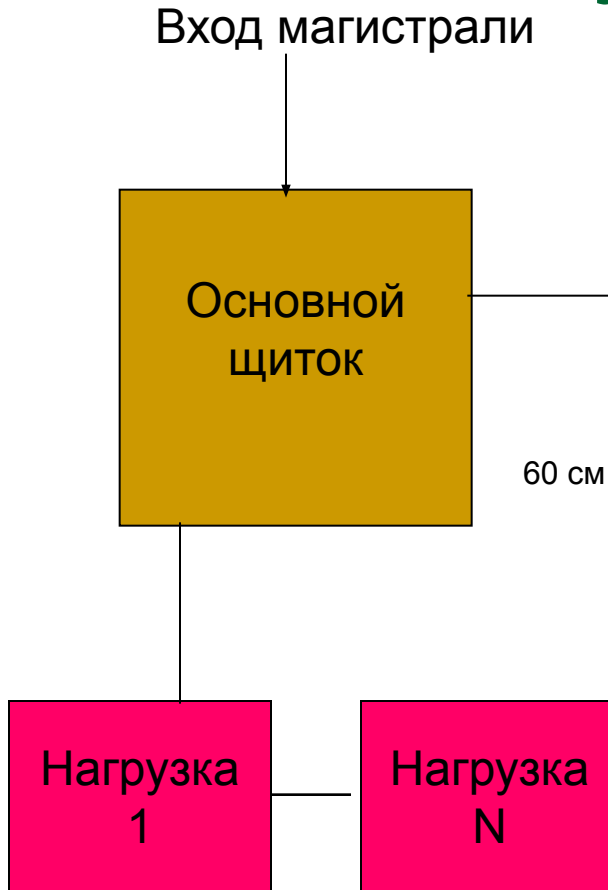 Вход магистрали
Основной
щиток
60 см
Нагрузка
1
Нагрузка
N